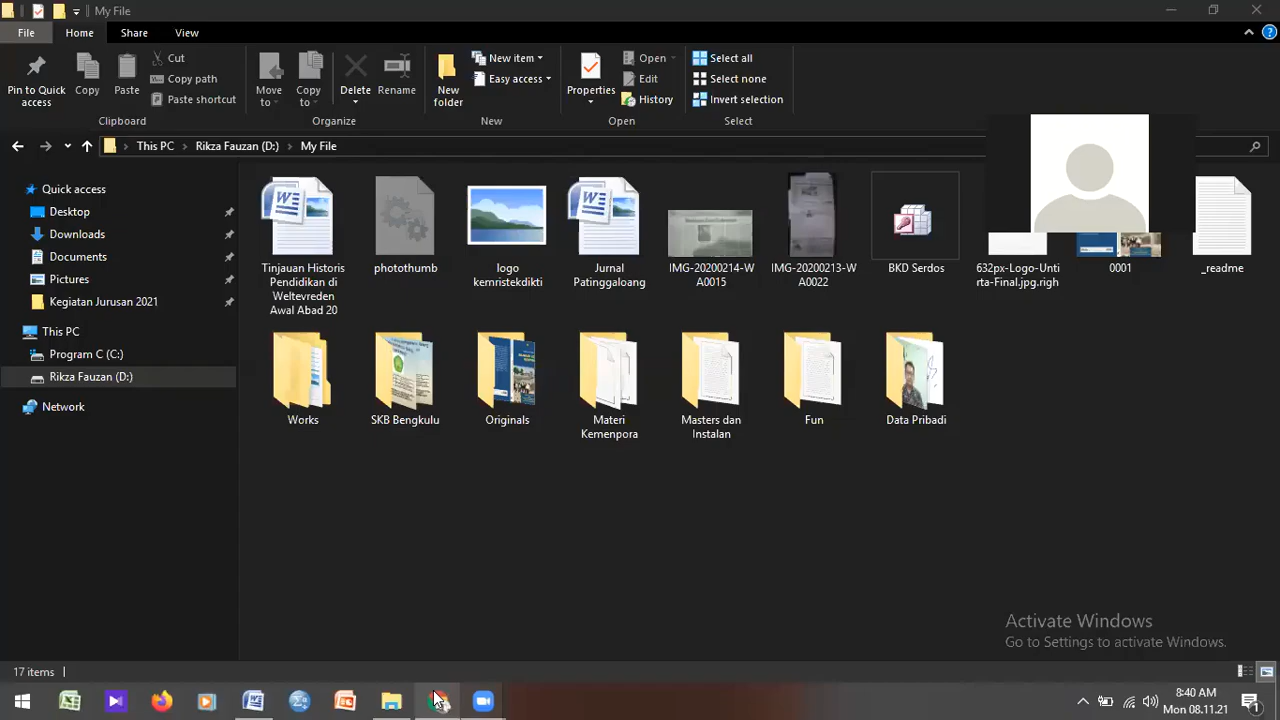 My File
File
Home
Share
View
Pin to Quick access
Copy
Paste
Cut
Copy path
Paste shortcut
Clipboard
Move to
Copy to
Delete
Rename
Organize
New folder
New item
Easy access
New
Properties
Open
Edit
History
Open
Select all
Select none
Invert selection
Select
This PC
Rikza Fauzan (D:)
My File
Quick access
Desktop
Downloads
Documents
Pictures
Kegiatan Jurusan 2021
This PC
Program C (C:)
Rikza Fauzan (D:)
Network
Tinjauan Historis
Pendidikan di
Weltevreden
Awal Abad 20
photothumb
logo
kemristekdikti
Jurnal
Patinggaloang
IMG-20200214-W
A0015
IMG-20200213-W
A0022
BKD Serdos
632px-Logo-Unti
rta-Final.jpg.righ
0001
_readme
Works
SKB Bengkulu
Originals
Materi
Kemenpora
Masters dan
Instalan
Fun
Data Pribadi
Activate Windows
Go to Settings to activate Windows.
17 items
8:40 AM
Mon 08.11.21
1